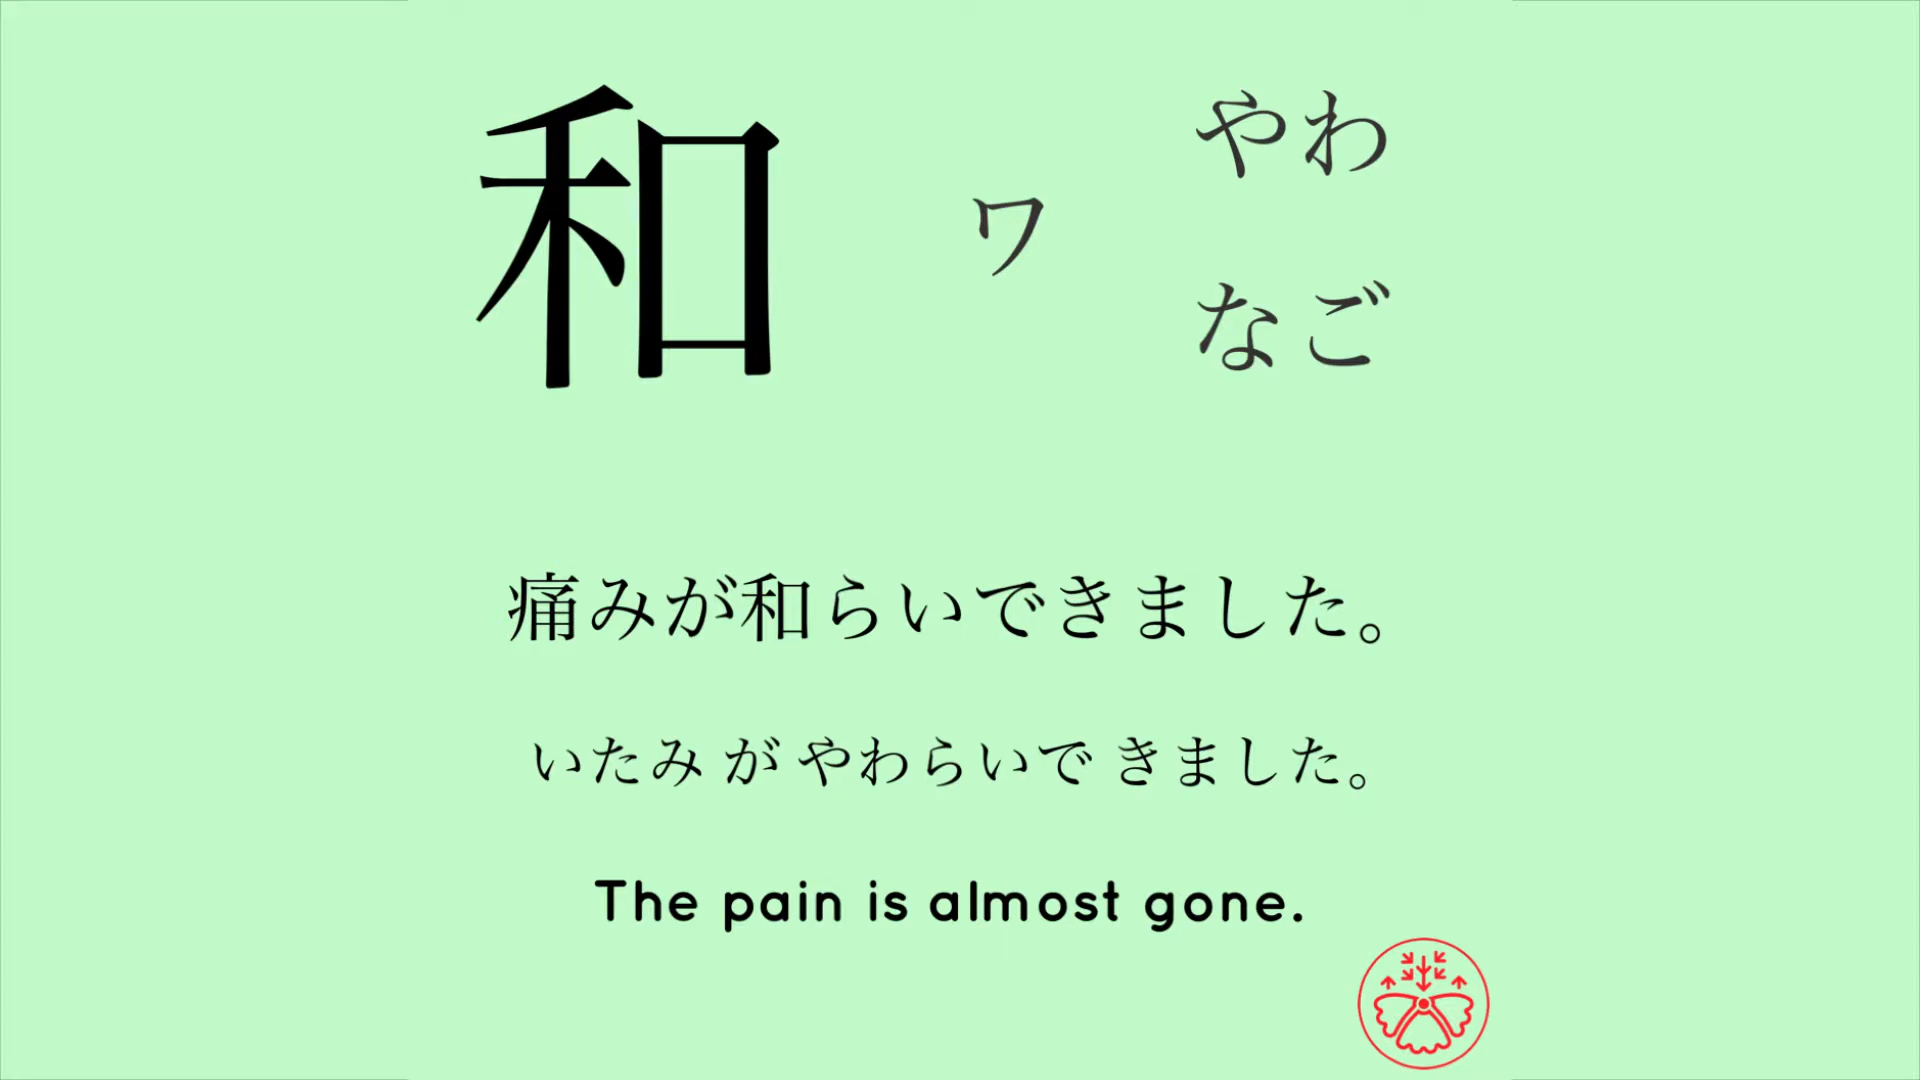 和
ワ
やわ
なご
痛みが和らいできました。
いたみ が やわらいで きました。
The pain is almost gone.